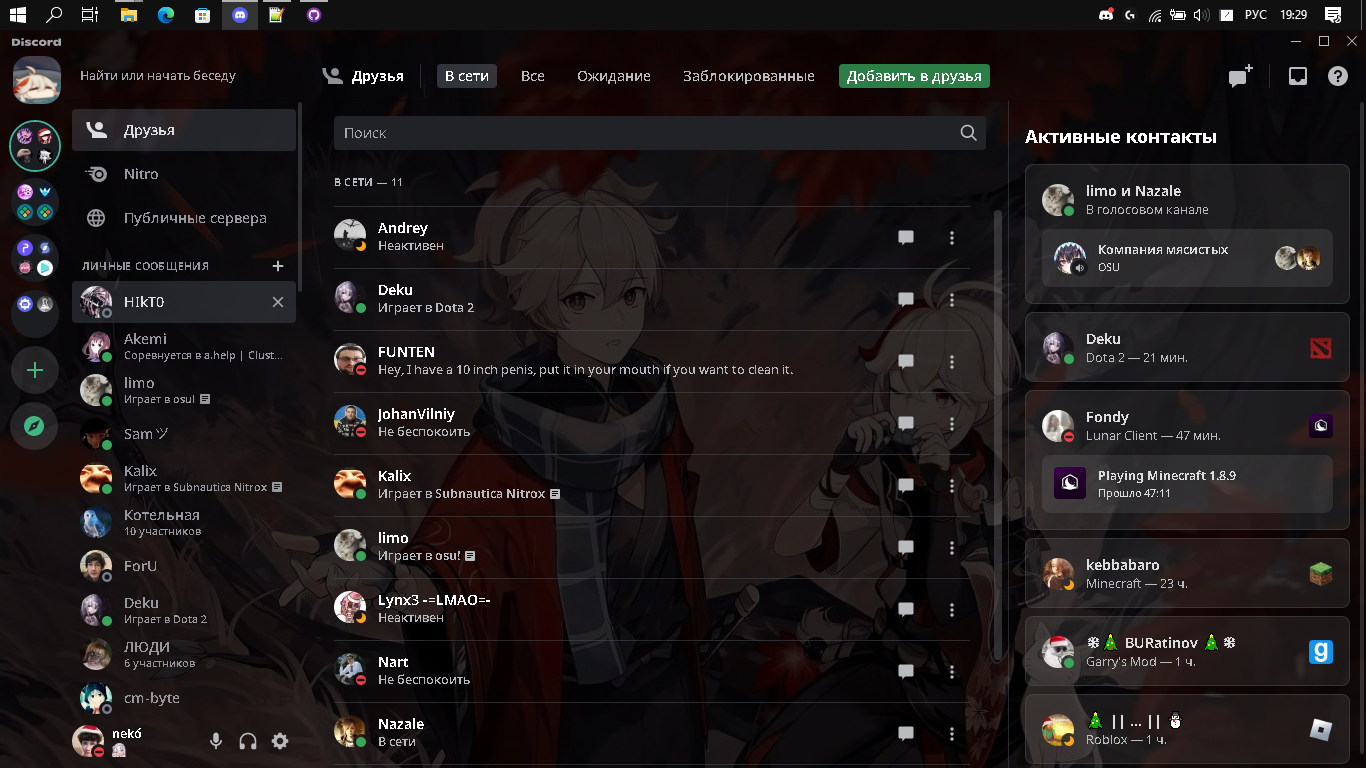 РУС
19:29
Discord
Найти или начать беседу
Друзья
В сети
Все
Ожидание
Заблокированные
Добавить в друзья
Друзья
Nitro
Публичные сервера
ЛИЧНЫЕ СООБЩЕНИЯ
HIkT0
Akemi
Соревнуется в a.help | Clust...
limo
Играет в osu!
Sam ツ
Kalix
Играет в Subnautica Nitrox
Котельная
10 участников
ForU
Deku
Играет в Dota 2
ЛЮДИ
6 участников
cm-byte
nekó
Поиск
В СЕТИ — 11
Andrey
Неактивен
Deku
Играет в Dota 2
FUNTEN
Hey, I have a 10 inch penis, put it in your mouth if you want to clean it.
JohanVilniy
Не беспокоить
Kalix
Играет в Subnautica Nitrox
limo
Играет в osu!
Lynx3 -=LMAO=-
Неактивен
Nart
Не беспокоить
Nazale
В сети
Активные контакты
limo и Nazale
В голосовом канале
Компания мясистых
OSU
Deku
Dota 2 — 21 мин.
Fondy
Lunar Client — 47 мин.
Playing Minecraft 1.8.9
Прошло 47:11
kebbabaro
Minecraft — 23 ч.
❄🎄 BURatinov 🎄❄
Garry's Mod — 1 ч.
🎄 || ... || ⛄
Roblox — 1 ч.